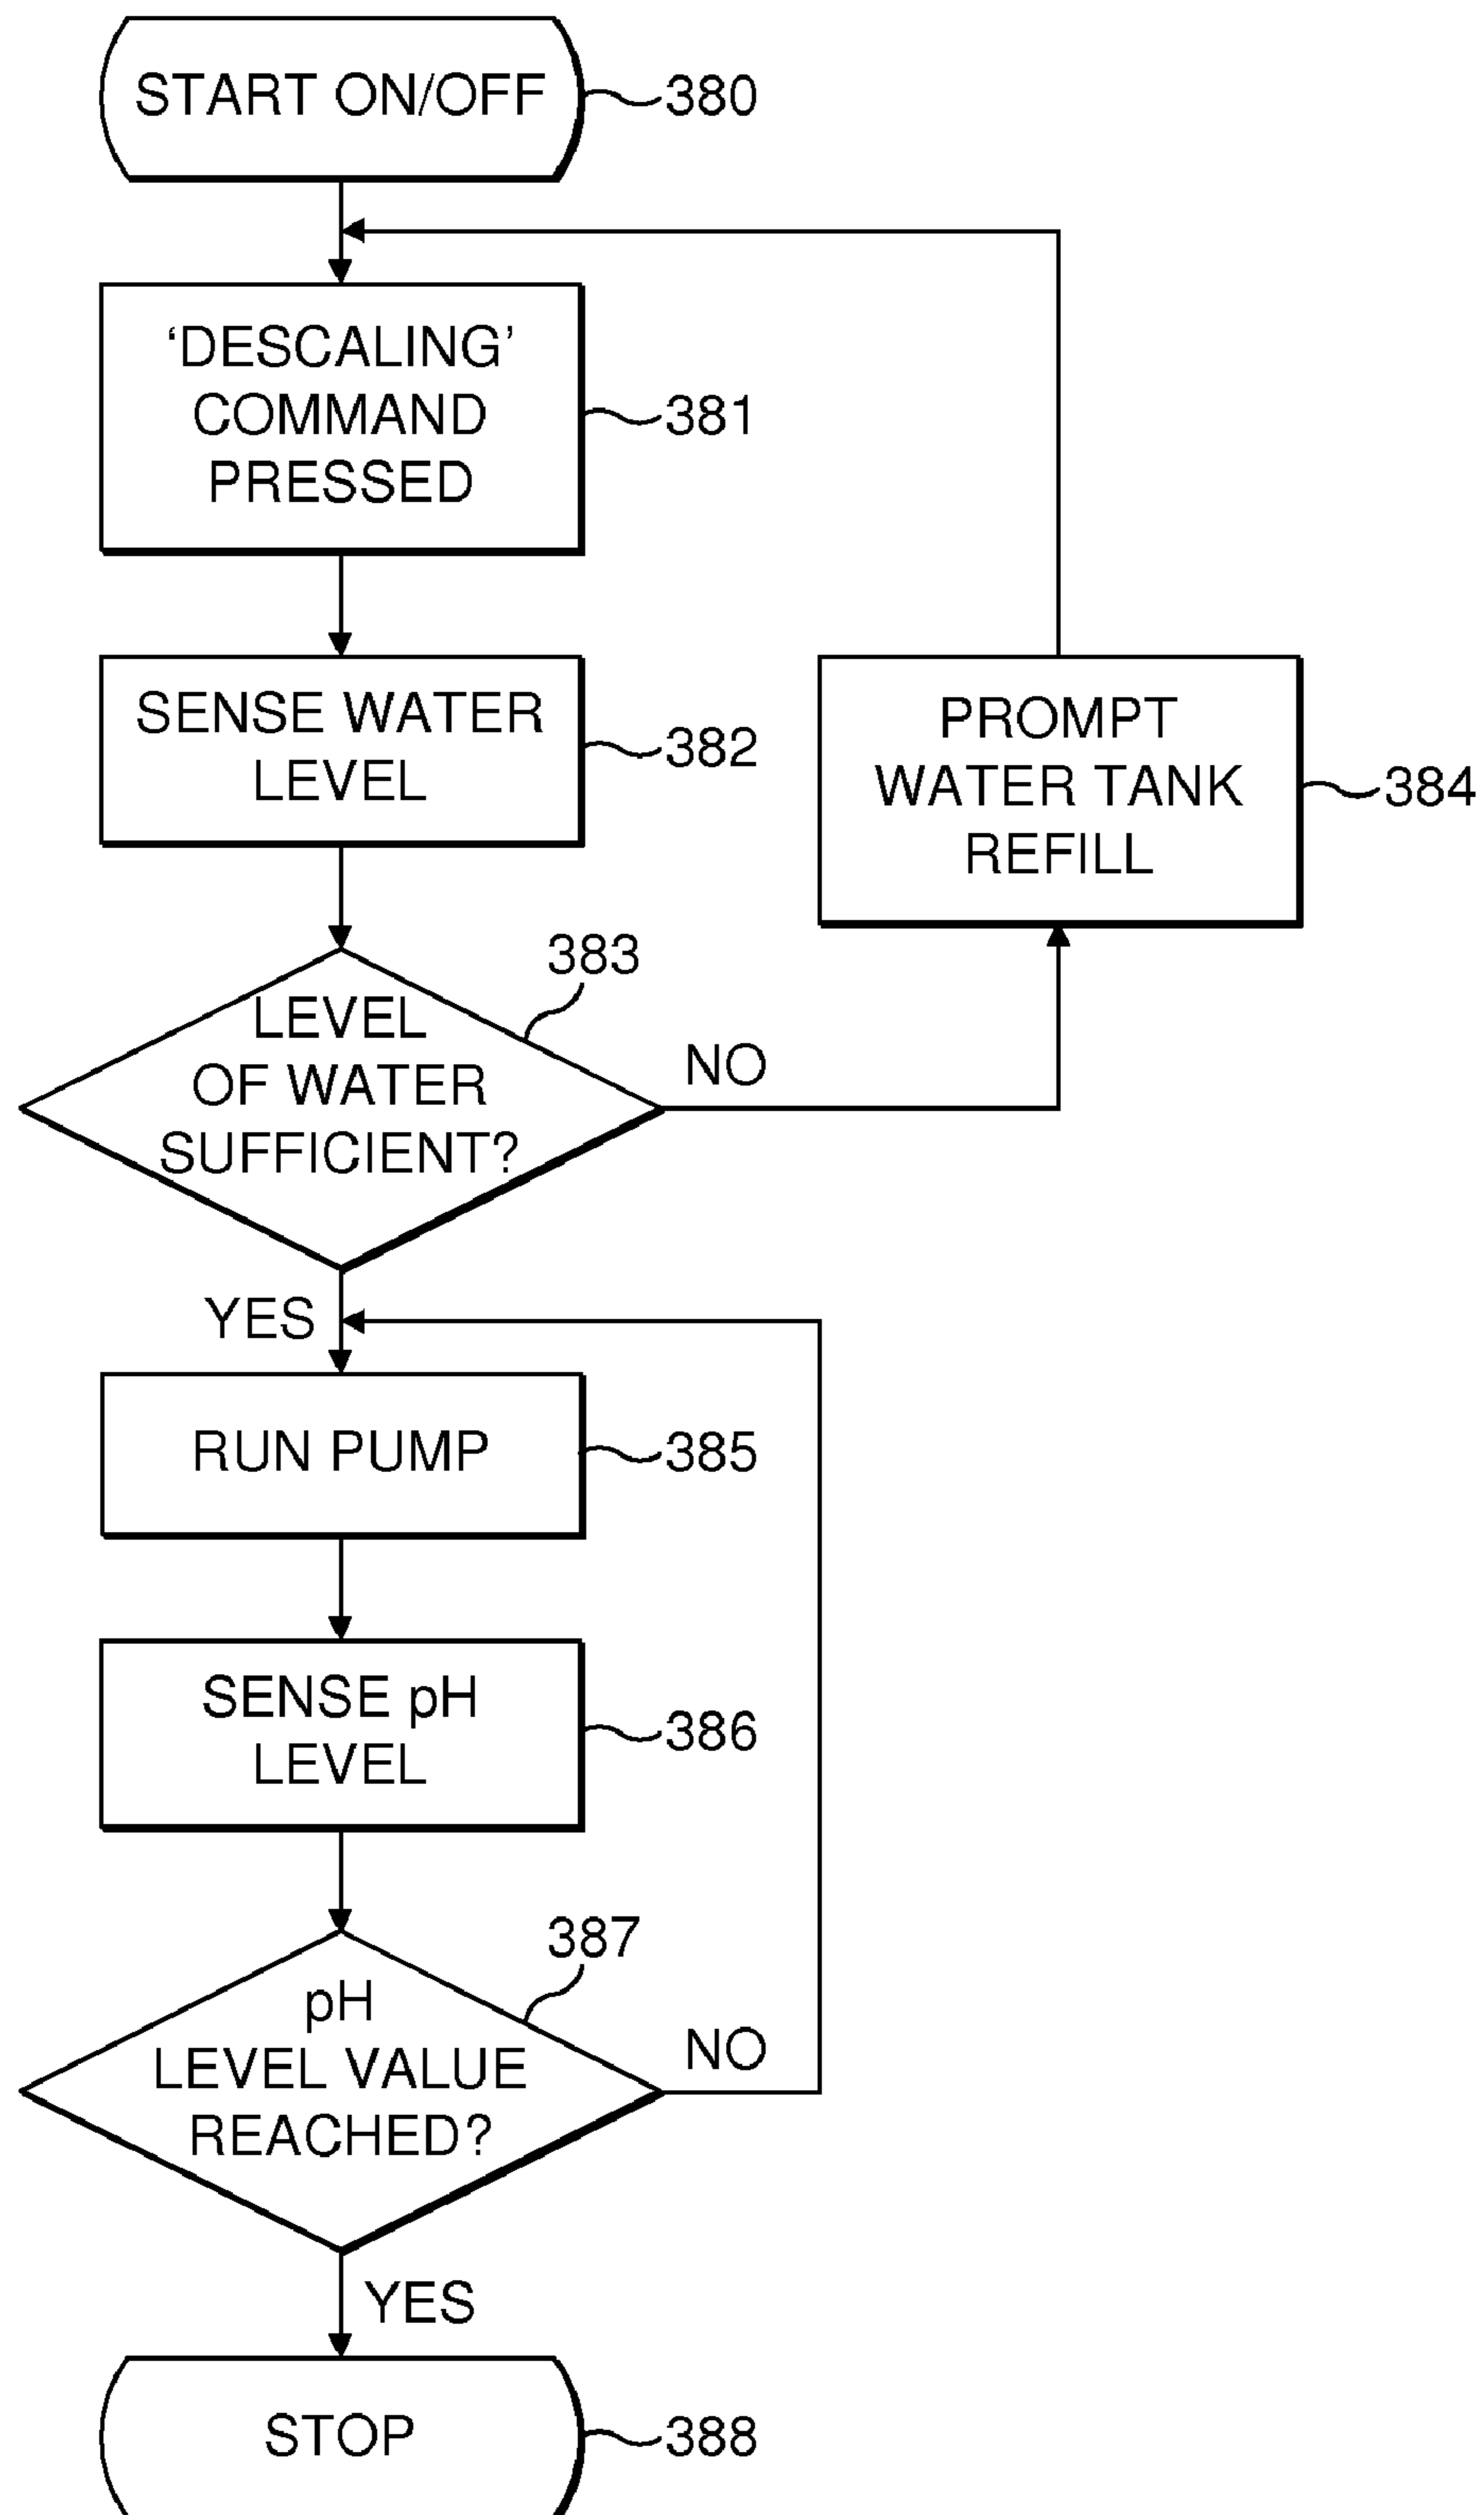 START ON/OFF
380
‘DESCALING’
COMMAND
PRESSED
381
SENSE WATER
LEVEL
382
PROMPT
WATER TANK
REFILL
384
383
LEVEL
OF WATER
SUFFICIENT?
NO
YES
RUN PUMP
385
SENSE pH
LEVEL
386
387
pH
LEVEL VALUE
REACHED?
NO
YES
STOP
388